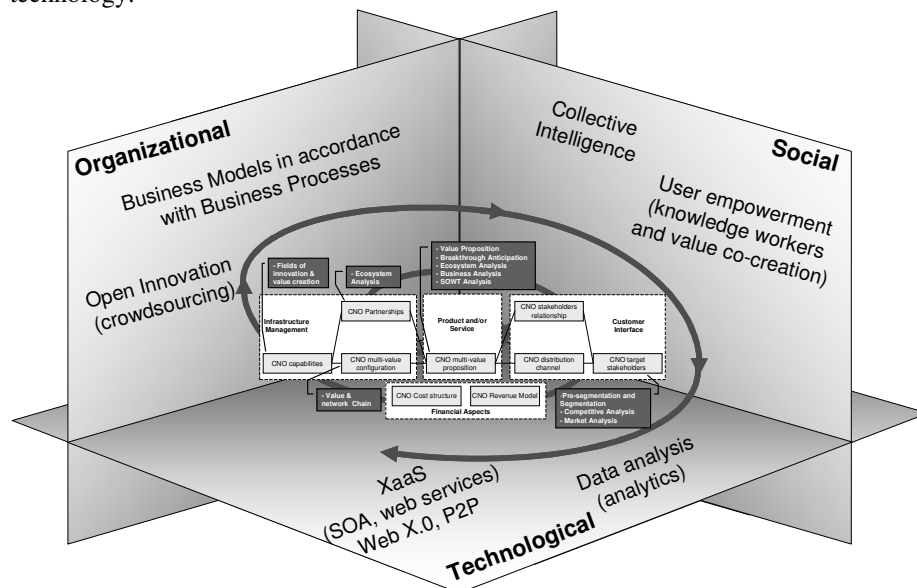 technology.
Organizational
Business Models in accordance
with Business Processes
Open Innovation
(crowdsourcing)
Collective
Intelligence
Social
User empowerment
(knowledge workers
and value co-creation)
- Fields of
innovation &
value creation
- Ecosystem
Analysis
- Value Proposition
- Breakthrough Anticipation
- Ecosystem Analysis
- Business Analysis
- SOWT Analysis
Infrastructure
Management
CNO Partnerships
CNO capabilities
CNO multi-value
configuration
Product and/or
Service
CNO multi-value
proposition
CNO stakeholders
relationship
Customer
Interface
CNO distribution
channel
CNO target
stakeholders
- Value &
network Chain
CNO Cost structure
CNO Revenue Model
Financial Aspects
-Pre-segmentation and
Segmentation
- Competitive Analysis
- Market Analysis
XaaS
(SOA, web services)
Web X.0, P2P
Data analysis
(analytics)
Technological